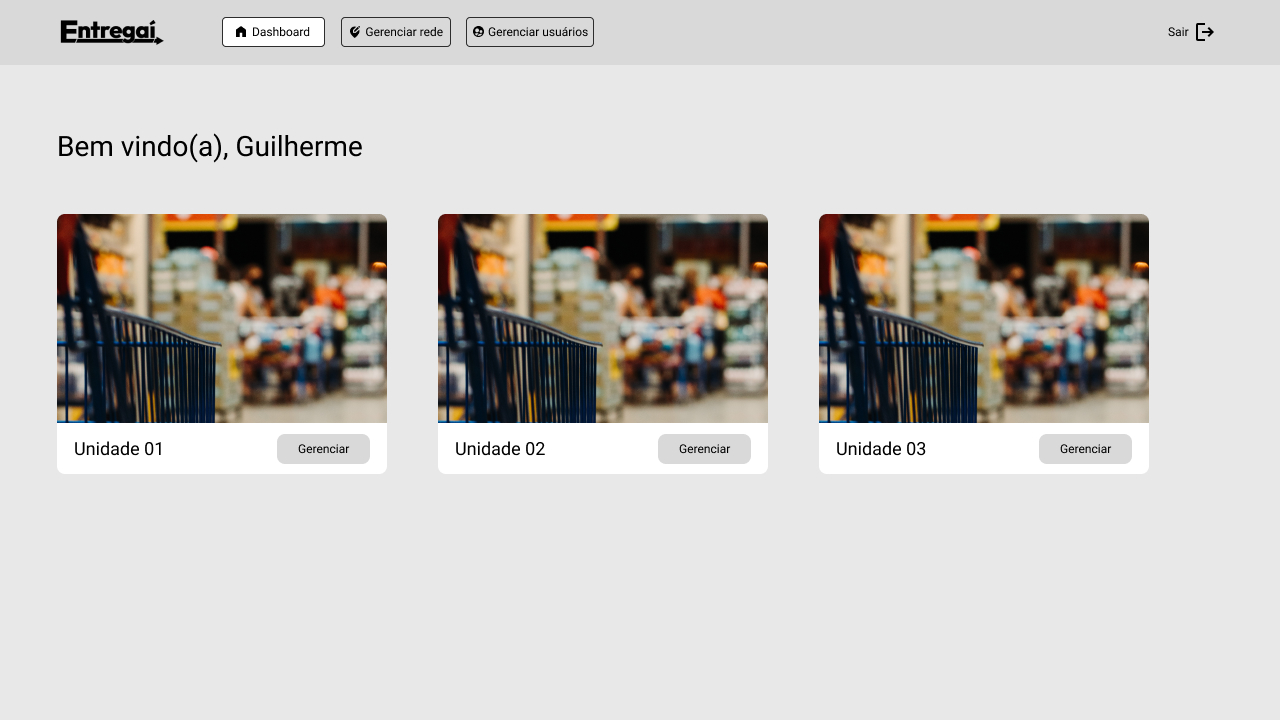 Entregaí
Dashboard
Gerenciar rede
Gerenciar usuários
Sair
Bem vindo(a), Guilherme
Unidade 01
Gerenciar
Unidade 02
Gerenciar
Unidade 03
Gerenciar